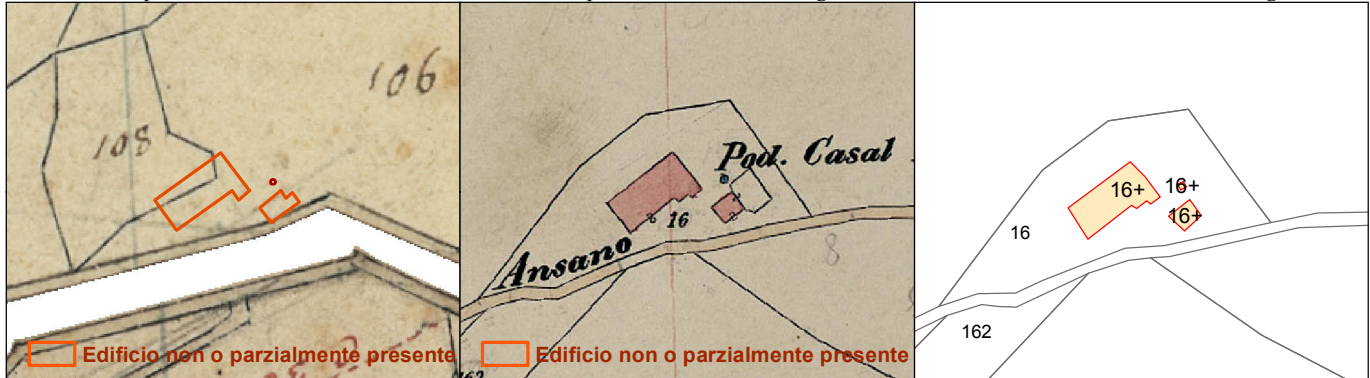 106
108
Edificio non o parzialmente presente
Pod. Casal
16
Ansano
8
Edificio non o parzialmente presente
16+
16+
16+
16
162